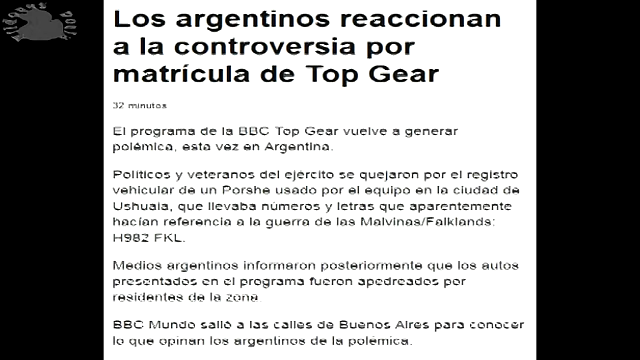 Los argentinos reaccionan
a la controversia por
matrícula de Top Gear
32 minutos
El programa de la BBC Top Gear vuelve a generar
polémica, esta vez en Argentina.
Políticos y veteranos del ejército se quejaron por el registro
vehicular de un Porshe usado por el equipo en la ciudad de
Ushuaia, que llevaba números y letras que aparentemente
hacían referencia a la guerra de las Malvinas/Falklands:
H982 FKL.
Medios argentinos informaron posteriormente que los autos
presentados en el programa fueron apedreados por
residentes de la zona.
BBC Mundo salió a las calles de Buenos Aires para conocer
lo que opinan los argentinos de la polémica.